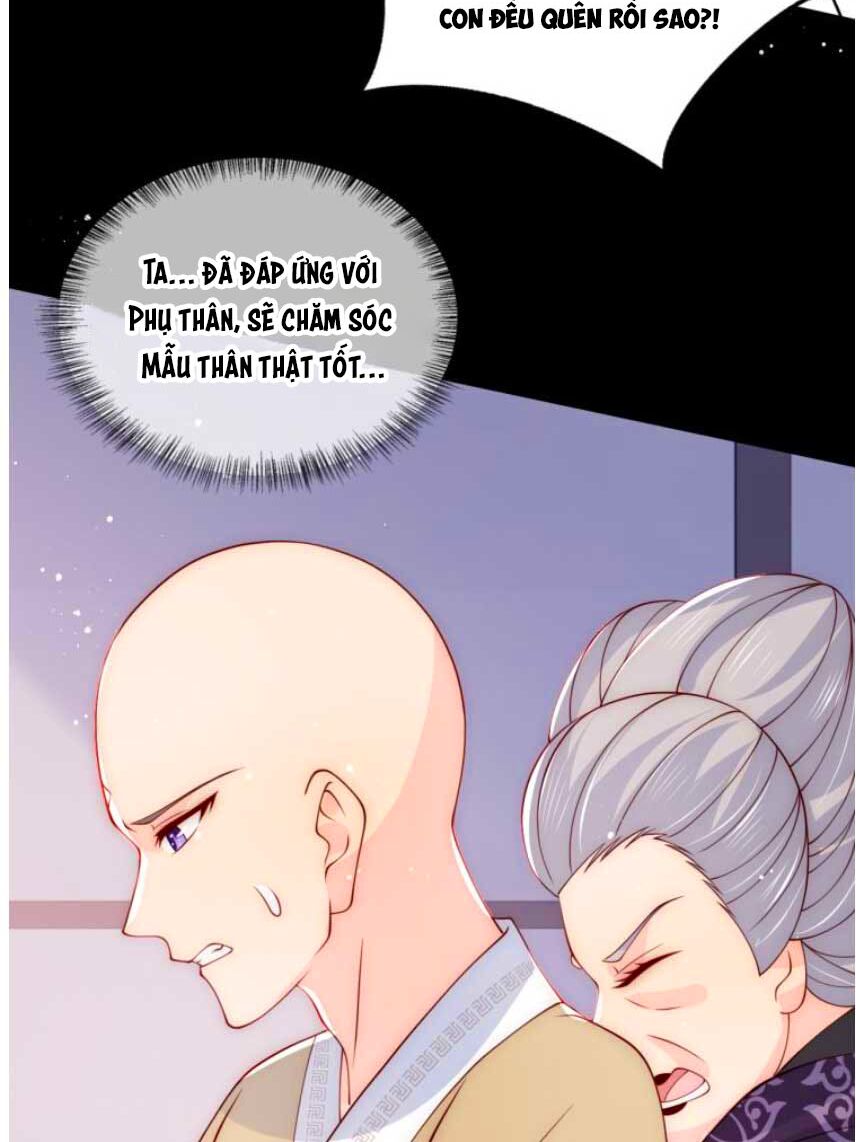 CON ĐỀU QUÊN RỒI SAO?!
TA... ĐÃ ĐÁP ỨNG VỚI
PHỤ THÂN, SẼ CHĂM SÓC
MẪU THÂN THẬT TỐT...